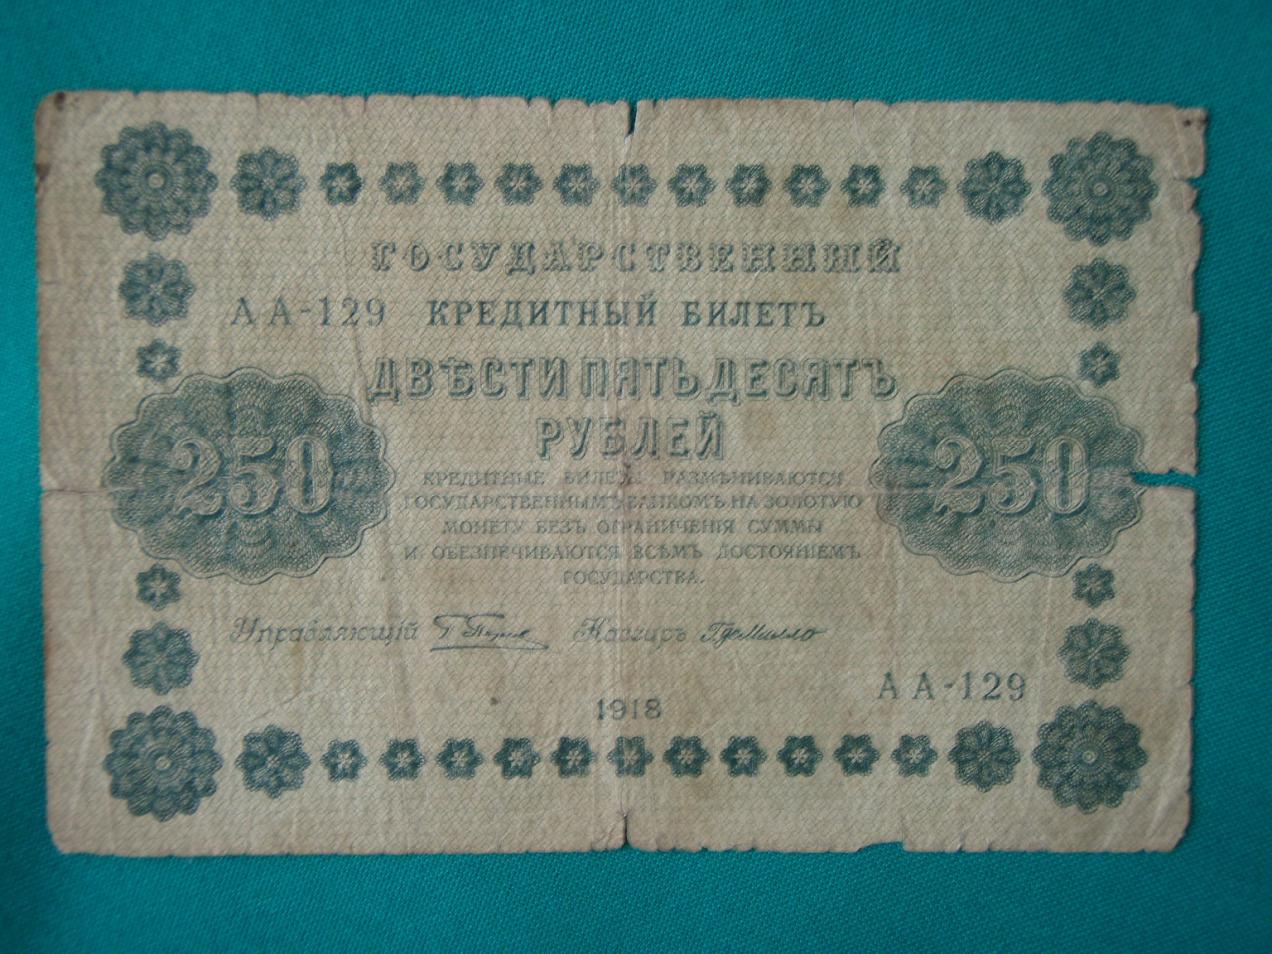 ГОСУДАРСТВЕННЫЙ
АА-129 КРЕДИТНЫЙ БИЛЕТЪ
ДВѢСТИ ПЯТЬДЕСЯТЪ
РУБЛЕЙ
250 250
КРЕДИТНЫЕ БИЛЕТЫ РАЗМѢНИВАЮТСЯ
ГОСУДАРСТВЕННЫМЪ БАНКОМЪ НА ЗОЛОТУЮ
МОНЕТУ БЕЗЪ ОГРАНИЧЕНІЯ СУММЫ
И ОБЕЗПЕЧИВАЮТСЯ ВСѢМЪ ДОСТОЯНІЕМЪ
ГОСУДАРСТВА.
Управляющій Кассиръ
АА-129
1918